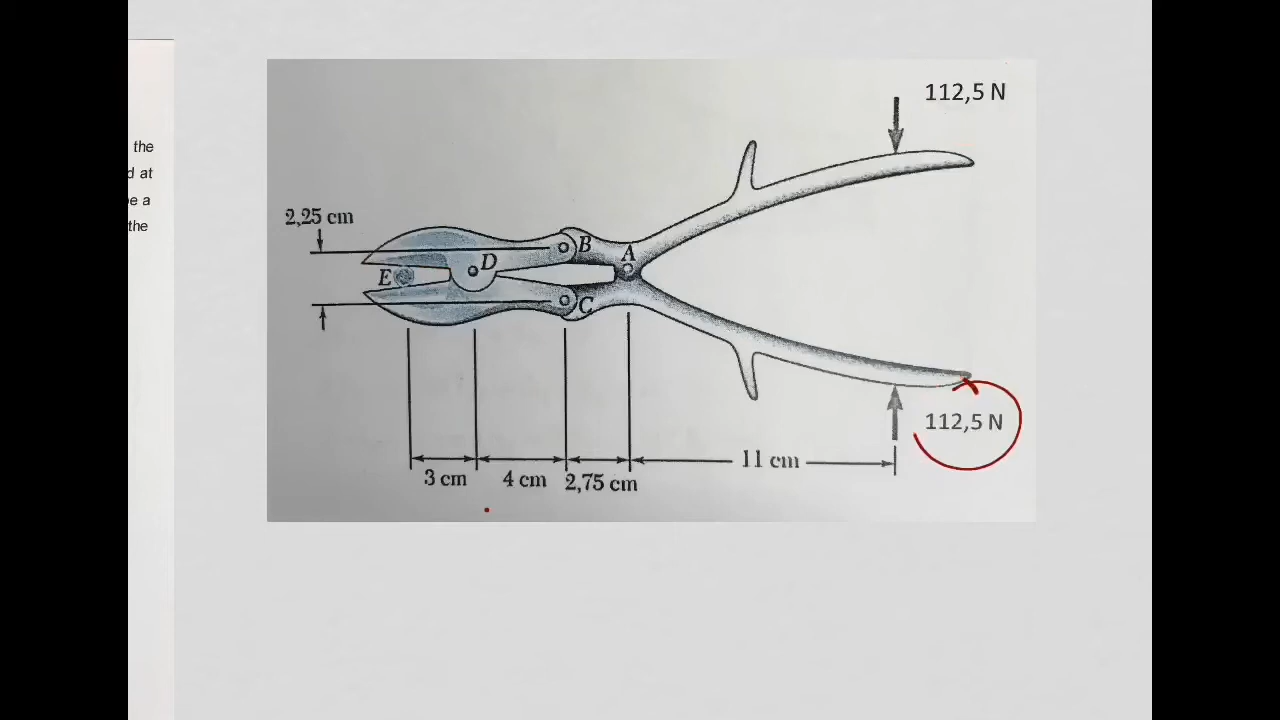 the
d at
be a
the
112,5 N
2,25 cm
B
A
D
E
C
112,5 N
11 cm
3 cm
4 cm
2,75 cm